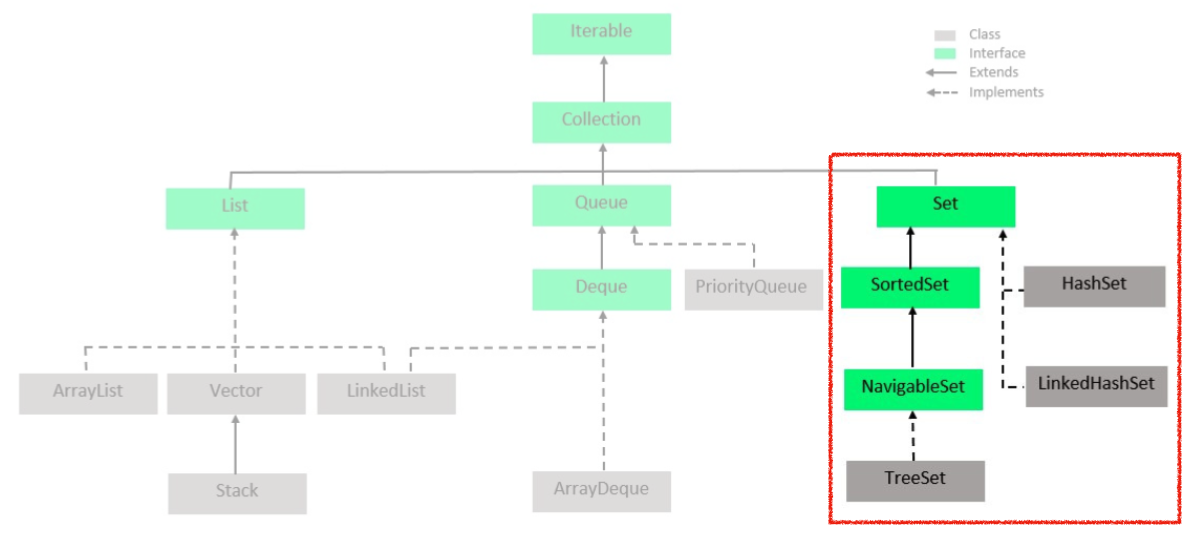 Iterable
Class
Interface
Extends
Implements
Collection
List
Queue
Set
Deque
PriorityQueue
SortedSet
HashSet
ArrayList
Vector
LinkedList
NavigableSet
LinkedHashSet
Stack
ArrayDeque
TreeSet